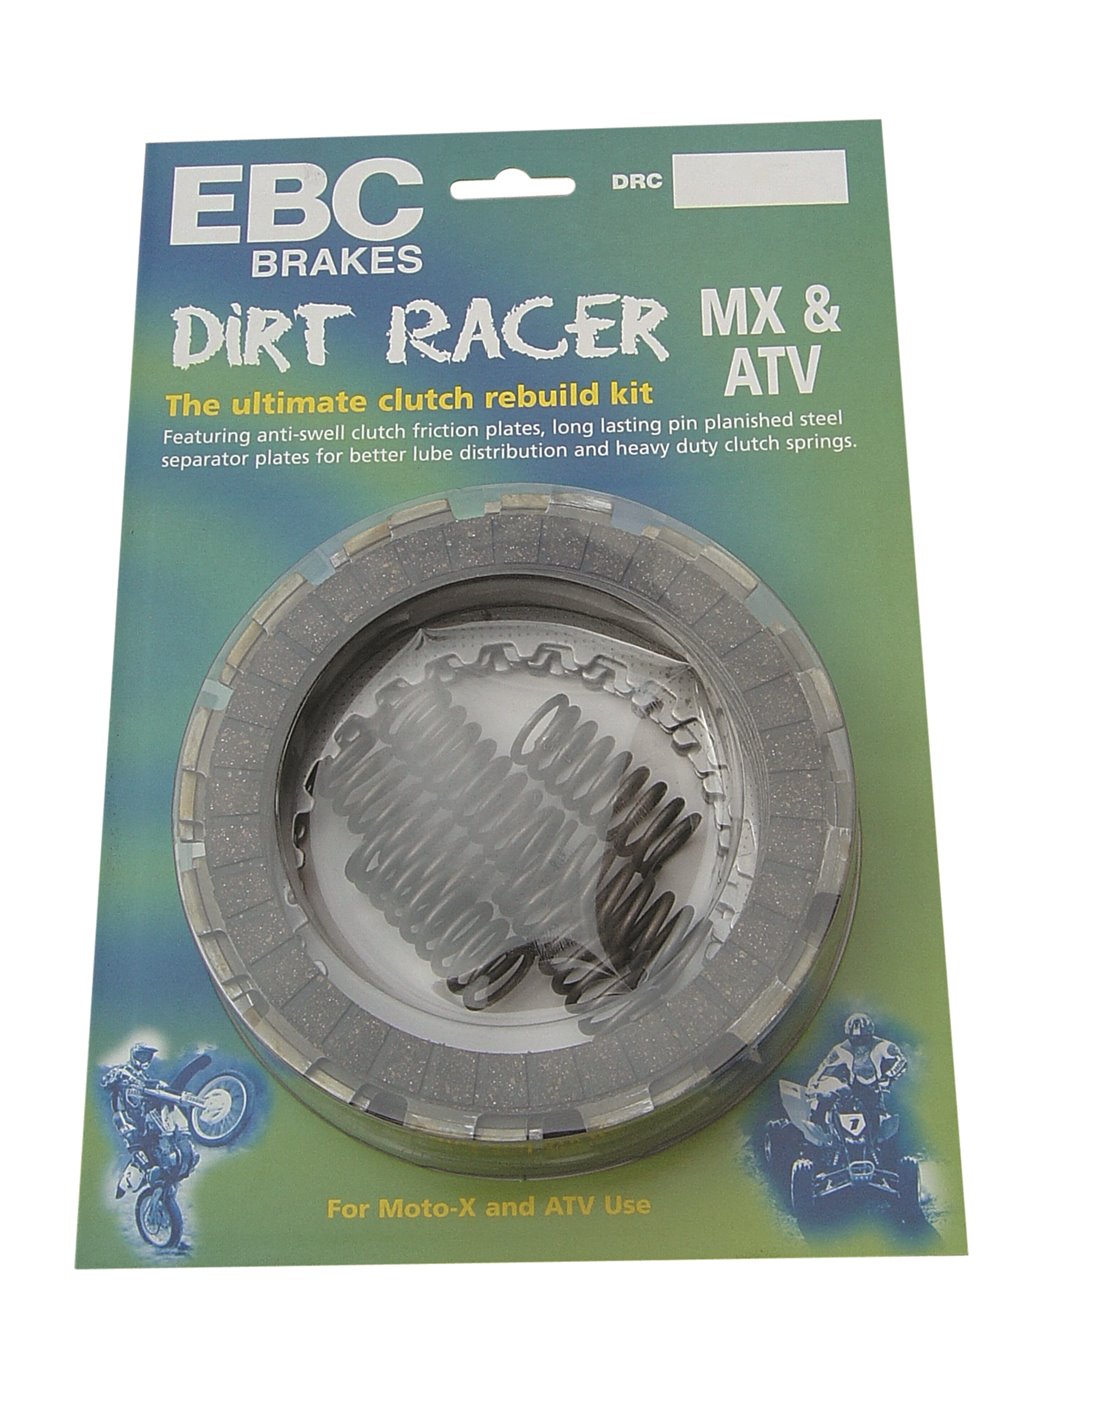 EBC
BRAKES
DRC
DiRT RACER
MX &
ATV
The ultimate clutch rebuild kit
Featuring anti-swell clutch friction plates, long lasting pin planished steel
separator plates for better lube distribution and heavy duty clutch springs.
1
For Moto-X and ATV Use